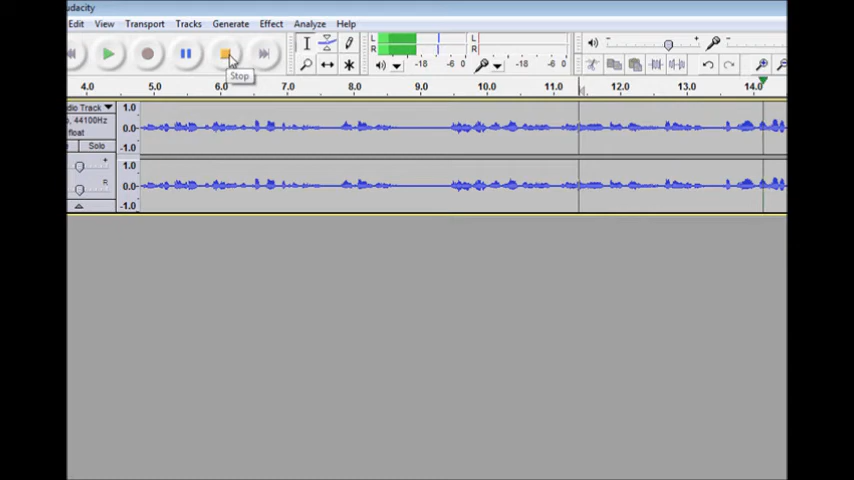 udacity
Edit View Transport Tracks Generate Effect Analyze Help
L
R
L
R
-18 -6 0
-18 -6 0
Stop
4.0 5.0 6.0 7.0 8.0 9.0 10.0 11.0 12.0 13.0 14.0
dio Track
o, 44100Hz
float
Solo
1.0
0.0
-1.0
+
R
1.0
0.0
-1.0